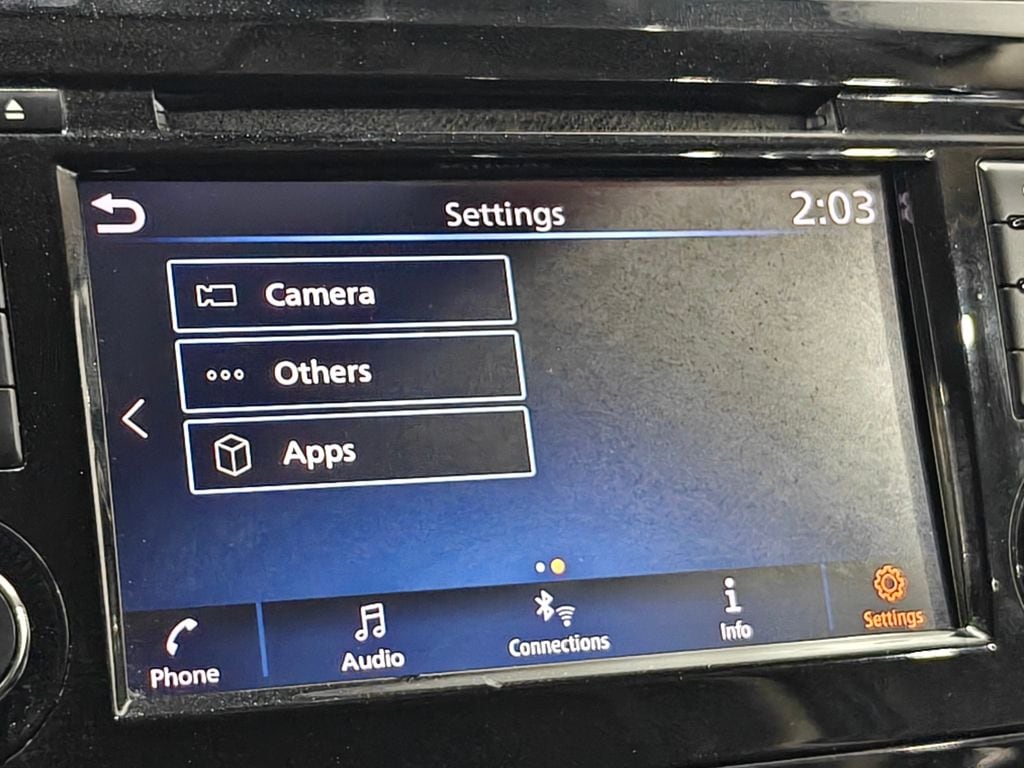 Settings
2:03
Camera
Others
Apps
Phone
Audio
Connections
Info
Settings